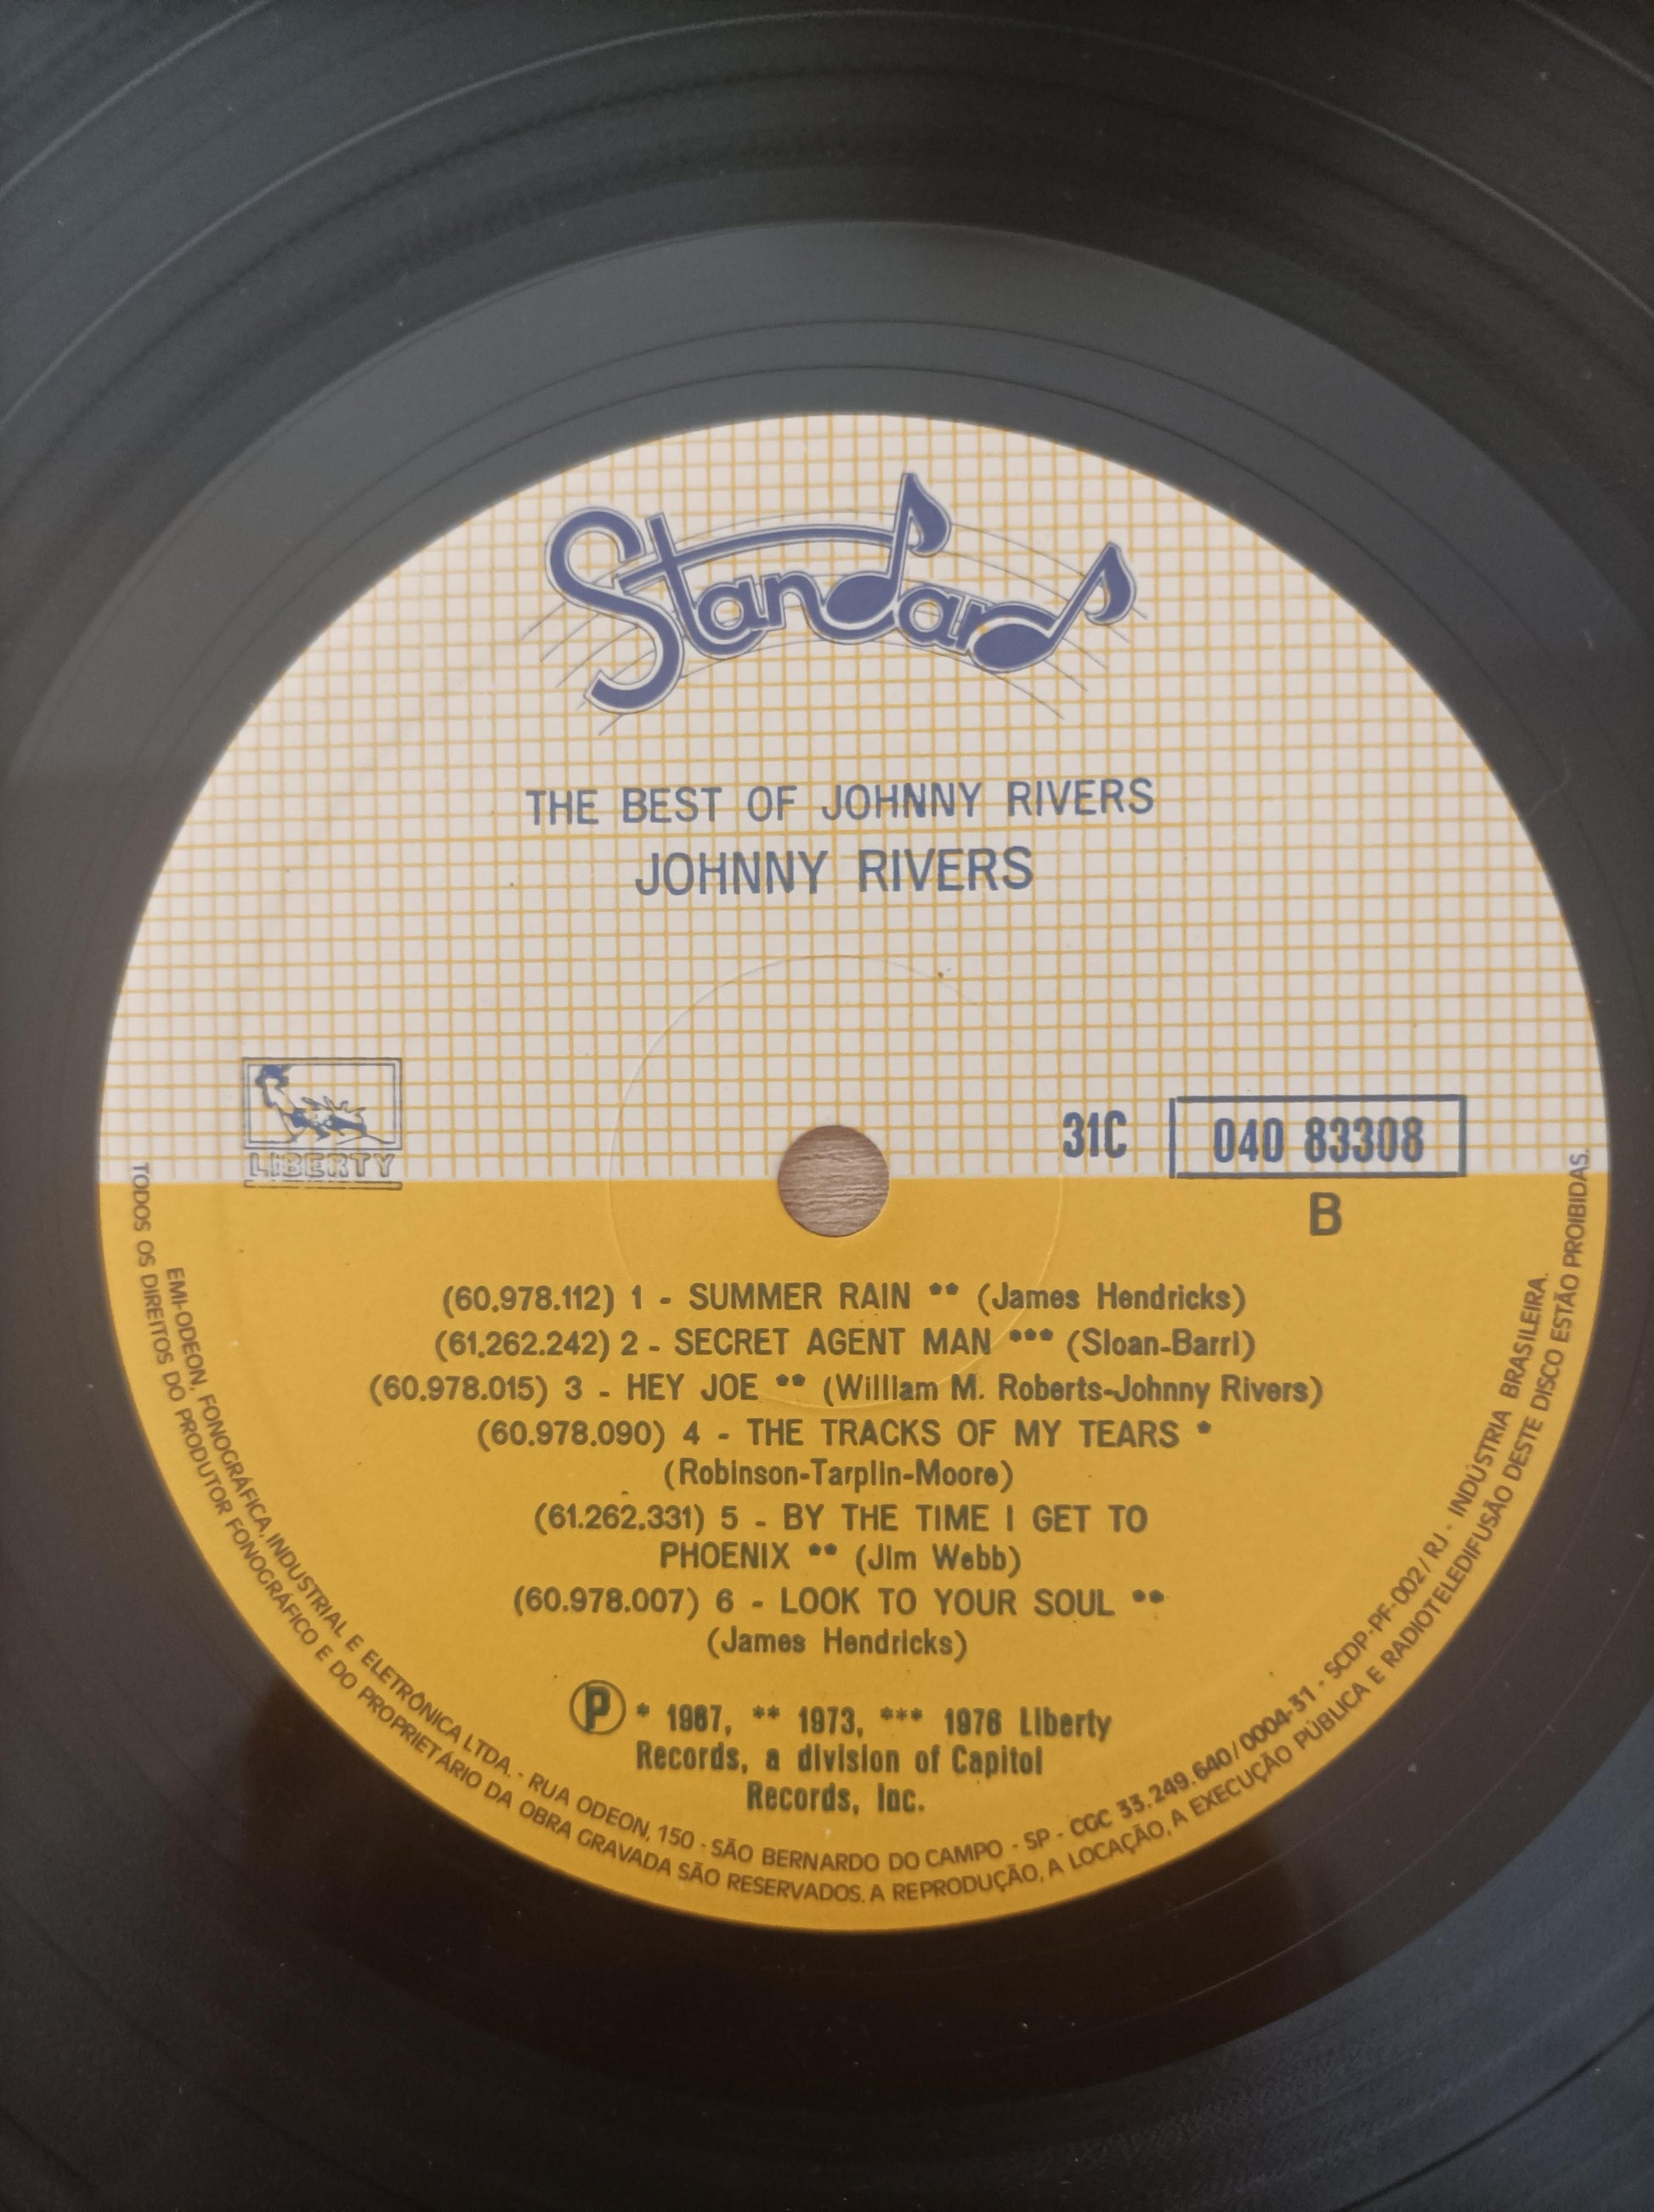 Standard
THE BEST OF JOHNNY RIVERS
JOHNNY RIVERS
LIBERTY
31C 040 83308
B
(60.978.112) 1 - SUMMER RAIN ** (James Hendricks)
(61.262.242) 2 - SECRET AGENT MAN *** (Sloan-Barri)
(60.978.015) 3 - HEY JOE ** (William M. Roberts-Johnny Rivers)
(60.978.090) 4 - THE TRACKS OF MY TEARS *
(Robinson-Tarplin-Moore)
(61.262.331) 5 - BY THE TIME I GET TO
PHOENIX ** (Jim Webb)
(60.978.007) 6 - LOOK TO YOUR SOUL **
(James Hendricks)
Ⓟ * 1967, ** 1973, *** 1976 Liberty
Records, a division of Capitol
Records, Inc.
EMI-ODEON, FONOGRÁFICA, INDUSTRIAL E ELETRÔNICA LTDA. - RUA ODEON, 150 - SÃO BERNARDO DO CAMPO - SP - CGC 33.249.640/0004-31 - SCDP-PF-002/RJ - INDÚSTRIA BRASILEIRA.
TODOS OS DIREITOS DO PRODUTOR FONOGRÁFICO E DO PROPRIETÁRIO DA OBRA GRAVADA SÃO RESERVADOS. A REPRODUÇÃO, A LOCAÇÃO, A EXECUÇÃO PÚBLICA E RADIOTELEDIFUSÃO DESTE DISCO ESTÃO PROIBIDAS.